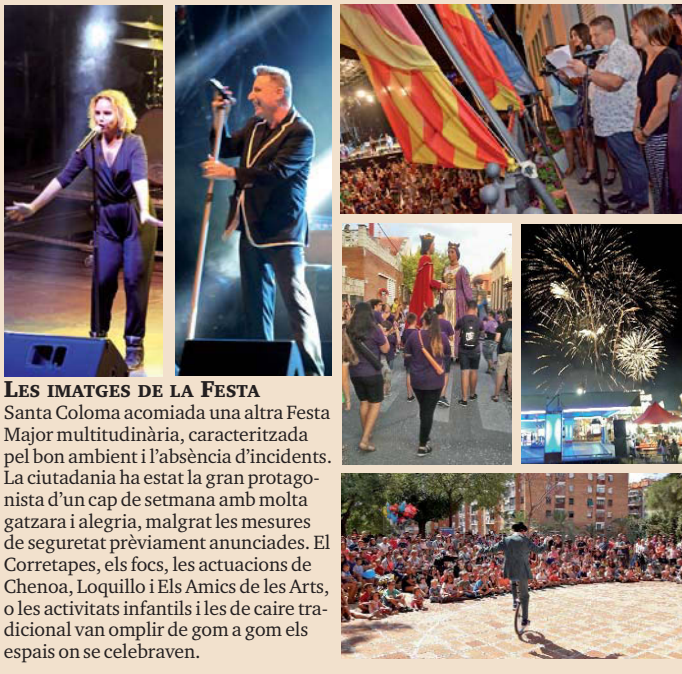 LES IMATGES DE LA FESTA
Santa Coloma acomiada una altra Festa
Major multitudinària, caracteritzada
pel bon ambient i l'absència d'incidents.
La ciutadania ha estat la gran protago-
nista d'un cap de setmana amb molta
gatzara i alegria, malgrat les mesures
de seguretat prèviament anunciades. El
Corretapes, els focs, les actuacions de
Chenoa, Loquillo i Els Amics de les Arts,
o les activitats infantils i les de caire tra-
dicional van omplir de gom a gom els
espais on se celebraven.